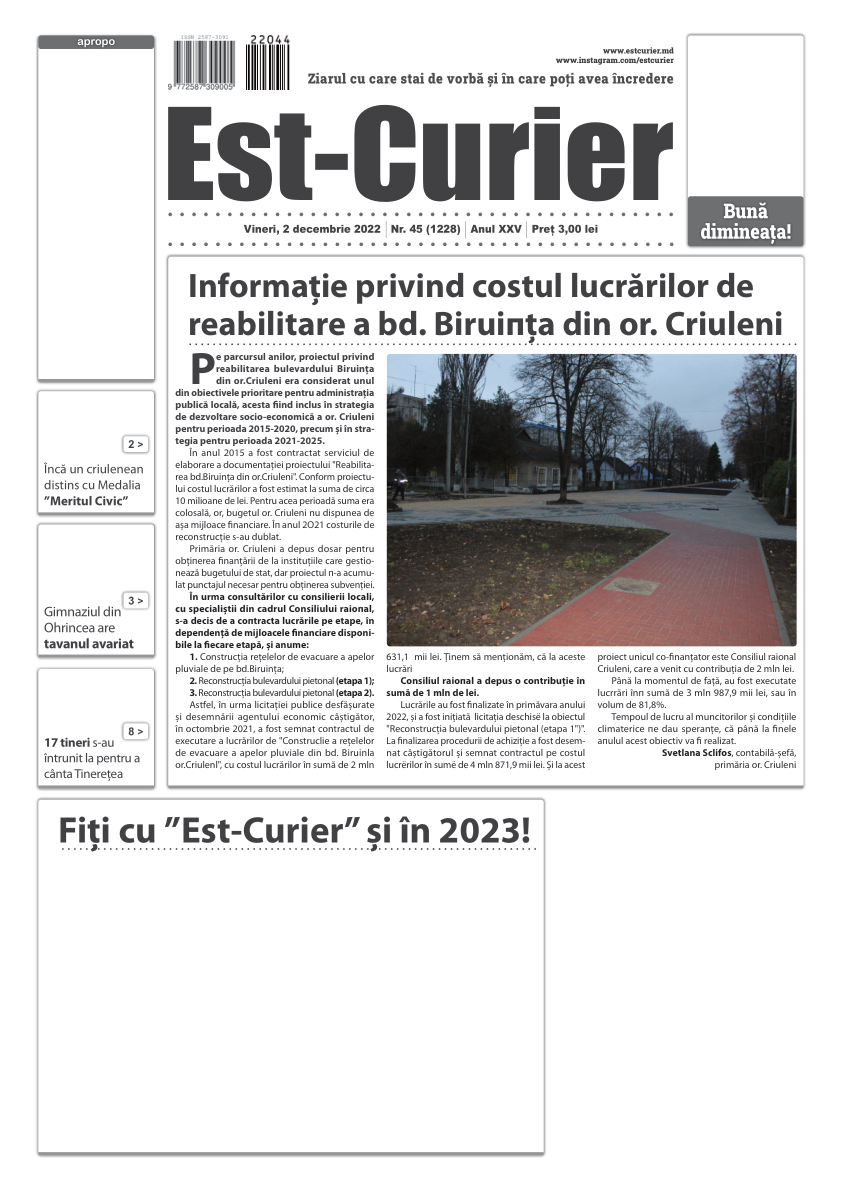 apropo
ISSN 2587-3091
22044
9 772587 309005
www.estcurier.md
www.instagram.com/estcurier
Ziarul cu care stai de vorbă și în care poți avea încredere
Est-Curier
Bună
dimineața!
Vineri, 2 decembrie 2022 Nr. 45 (1228) Anul XXV Preț 3,00 lei
2 >
Încă un criulenean
distins cu Medalia
”Meritul Civic”
3 >
Gimnaziul din
Ohrincea are
tavanul avariat
8 >
17 tineri s-au
întrunit la pentru a
cânta Tinerețea
Informație privind costul lucrărilor de
reabilitare a bd. Biruiпța din or. Criuleni
Pe parcursul anilor, proiectul privind
reabilitarea bulevardului Biruința
din or.Criuleni era considerat unul
din obiectivele prioritare pentru administrația
publică locală, acesta fiind inclus în strategia
de dezvoltare socio-economică a or. Criuleni
pentru perioada 2015-2020, precum și în stra-
tegia pentru perioada 2021-2025.
În anul 2015 a fost contractat serviciul de
elaborare a documentației proiectului "Reabilita-
rea bd.Biruința din or.Criuleni". Conform proiectu-
lui costul lucrărilor a fost estimat la suma de circa
10 milioane de lei. Pentru acea perioadă suma era
colosală, or, bugetul or. Criuleni nu dispunea de
așa mijloace financiare. În anul 2O21 costurile de
reconstrucție s-au dublat.
Primăria or. Criuleni a depus dosar pentru
obținerea finanțării de la instituțiile care gestio-
nează bugetului de stat, dar proiectul n-a acumu-
lat punctajul necesar pentru obținerea subvenției.
În urma consultărilor cu consilierii locali,
cu specialiștii din cadrul Consiliului raional,
s-a decis de a contracta lucrările pe etape, în
dependență de mijloacele financiare disponi-
bile la fiecare etapă, și anume:
1. Construcția rețelelor de evacuare a apelor
pluviale de pe bd.Biruința;
2. Reconstrucția bulevardului pietonal (etapa 1);
3. Reconstrucția bulevardului pietonal (etapa 2).
Astfel, în urma licitației publice desfășurate
și desemnării agentului economic câștigător,
în octombrie 2021, a fost semnat contractul de
executare a lucrărilor de "Construclie a rețelelor
de evacuare a apelor pluviale din bd. Biruinla
or.Criulenl", cu costul lucrărilor în sumă de 2 mln
631,1 mii lei. Ținem să menționăm, că la aceste
lucrări
Consiliul raional a depus o contribuție în
sumă de 1 mln de lei.
Lucrările au fost finalizate în primăvara anului
2022, și a fost inițiată licitația deschisë la obiectul
"Reconstrucția bulevardului pietonal (etapa 1")".
La finalizarea procedurii de achiziție a fost desem-
nat câștigătorul și semnat contractul pe costul
lucrërilor în sumë de 4 mln 871,9 mii lei. Și la acest
proiect unicul co-finanțator este Consiliul raional
Criuleni, care a venit cu contribuția de 2 mln lei.
Până la momentul de față, au fost executate
lucrrări înn sumă de 3 mln 987,9 mii lei, sau în
volum de 81,8%.
Tempoul de lucru al muncitorilor și condițiile
climaterice ne dau speranțe, că până la finele
anului acest obiectiv va fi realizat.
Svetlana Sclifos, contabilă-șefă,
primăria or. Criuleni
Fiți cu ”Est-Curier” și în 2023!